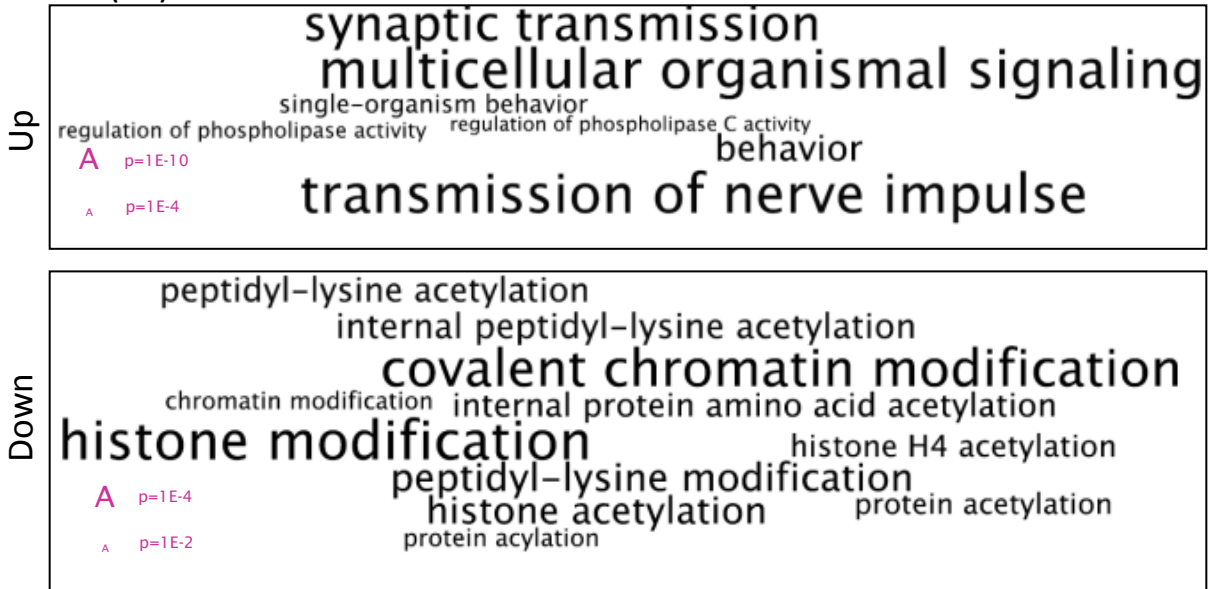 Up
synaptic transmission
multicellular organismal signaling
single-organism behavior
regulation of phospholipase activity
regulation of phospholipase C activity
behavior
A p=1E-10
transmission of nerve impulse
A p=1E-4
Down
peptidyl-lysine acetylation
internal peptidyl-lysine acetylation
covalent chromatin modification
chromatin modification
internal protein amino acid acetylation
histone modification
histone H4 acetylation
peptidyl-lysine modification
A p=1E-4
histone acetylation
protein acetylation
protein acylation
A p=1E-2